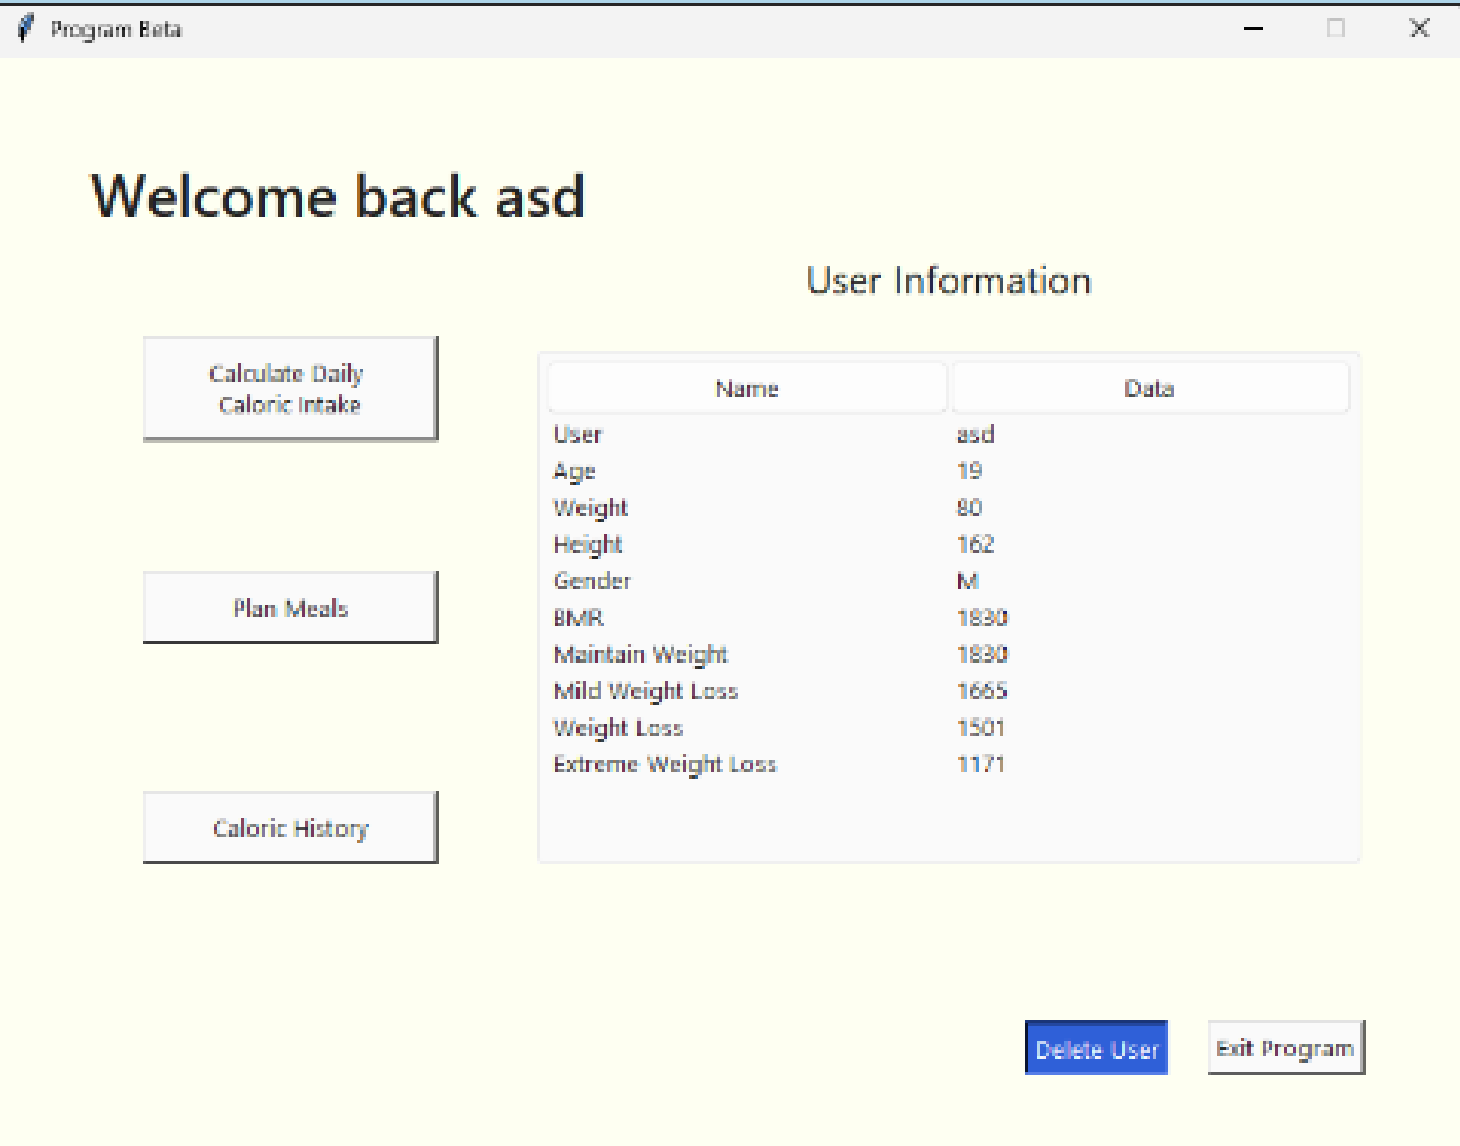 Program Beta
Welcome back asd
User Information
Calculate Daily
Caloric Intake
Plan Meals
Caloric History
Name Data
User asd
Age 19
Weight 80
Height 162
Gender M
BMR 1830
Maintain Weight 1830
Mild Weight Loss 1665
Weight Loss 1501
Extreme Weight Loss 1171
Delete User Exit Program